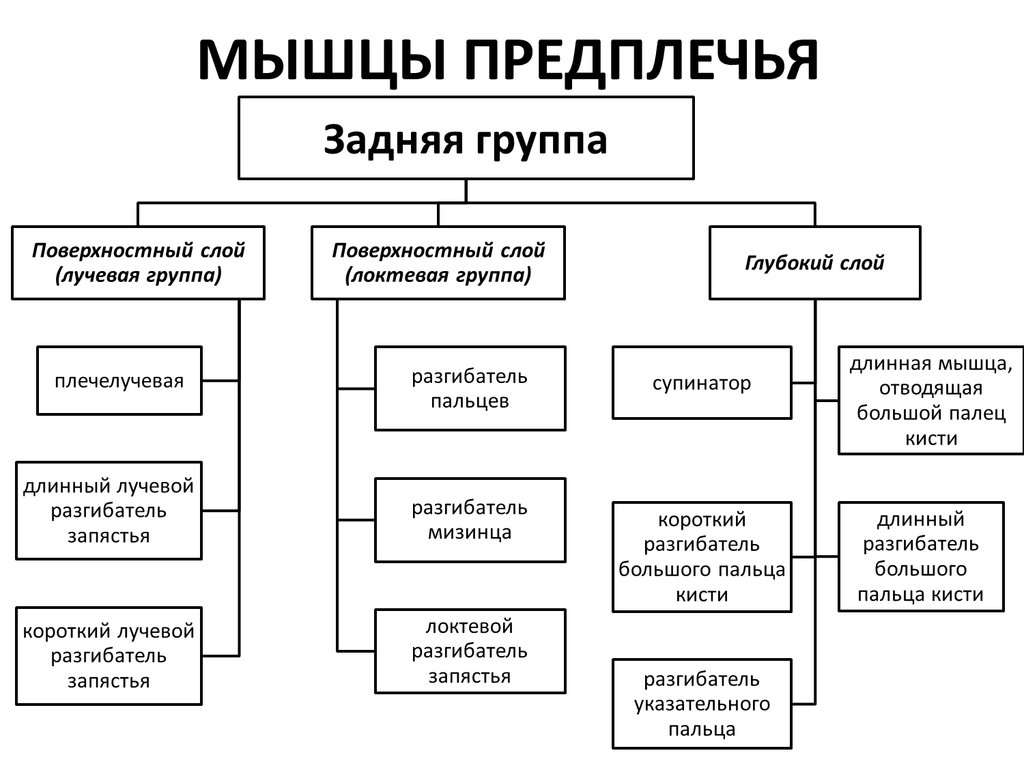 МЫШЦЫ ПРЕДПЛЕЧЬЯ
Задняя группа
Поверхностный слой
(лучевая группа)
плечелучевая
длинный лучевой
разгибатель
запястья
короткий лучевой
разгибатель
запястья
Поверхностный слой
(локтевая группа)
разгибатель
пальцев
разгибатель
мизинца
локтевой
разгибатель
запястья
Глубокий слой
супинатор
длинная мышца,
отводящая
большой палец
кисти
короткий
разгибатель
большого пальца
кисти
длинный
разгибатель
большого
пальца кисти
разгибатель
указательного
пальца